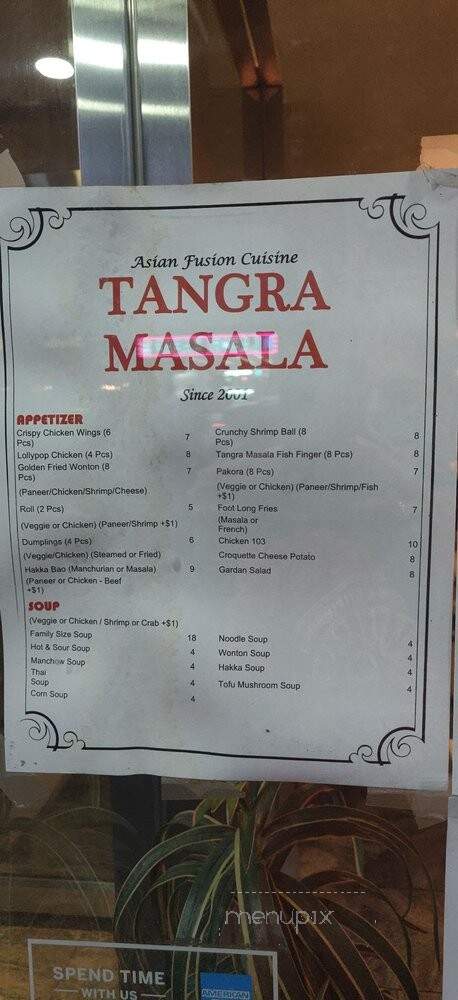 Asian Fusion Cuisine
TANGRA
MASALA
Since 2001
APPETIZER
Crispy Chicken Wings (6
Pcs) 7
Lollypop Chicken (4 Pcs) 8
Golden Fried Wonton (8
Pcs) 7
(Paneer/Chicken/Shrimp/Cheese)
Roll (2 Pcs) 5
(Veggie or Chicken) (Paneer/Shrimp +$1)
Dumplings (4 Pcs) 6
(Veggie/Chicken) (Steamed or Fried)
Hakka Bao (Manchurian or Masala) 9
(Paneer or Chicken - Beef
+$1)
Crunchy Shrimp Ball (8
Pcs) 8
Tangra Masala Fish Finger (8 Pcs) 8
Pakora (8 Pcs) 7
(Veggie or Chicken) (Paneer/Shrimp/Fish
+$1)
Foot Long Fries 7
(Masala or
French)
Chicken 103 10
Croquette Cheese Potato 8
Gardan Salad 8
SOUP
(Veggie or Chicken / Shrimp or Crab +$1)
Family Size Soup 18
Hot & Sour Soup 4
Manchow Soup 4
Thai
Soup 4
Corn Soup 4
Noodle Soup 4
Wonton Soup 4
Hakka Soup 4
Tofu Mushroom Soup 4
menupix
SPEND TIME
WITH US
AMERICAN